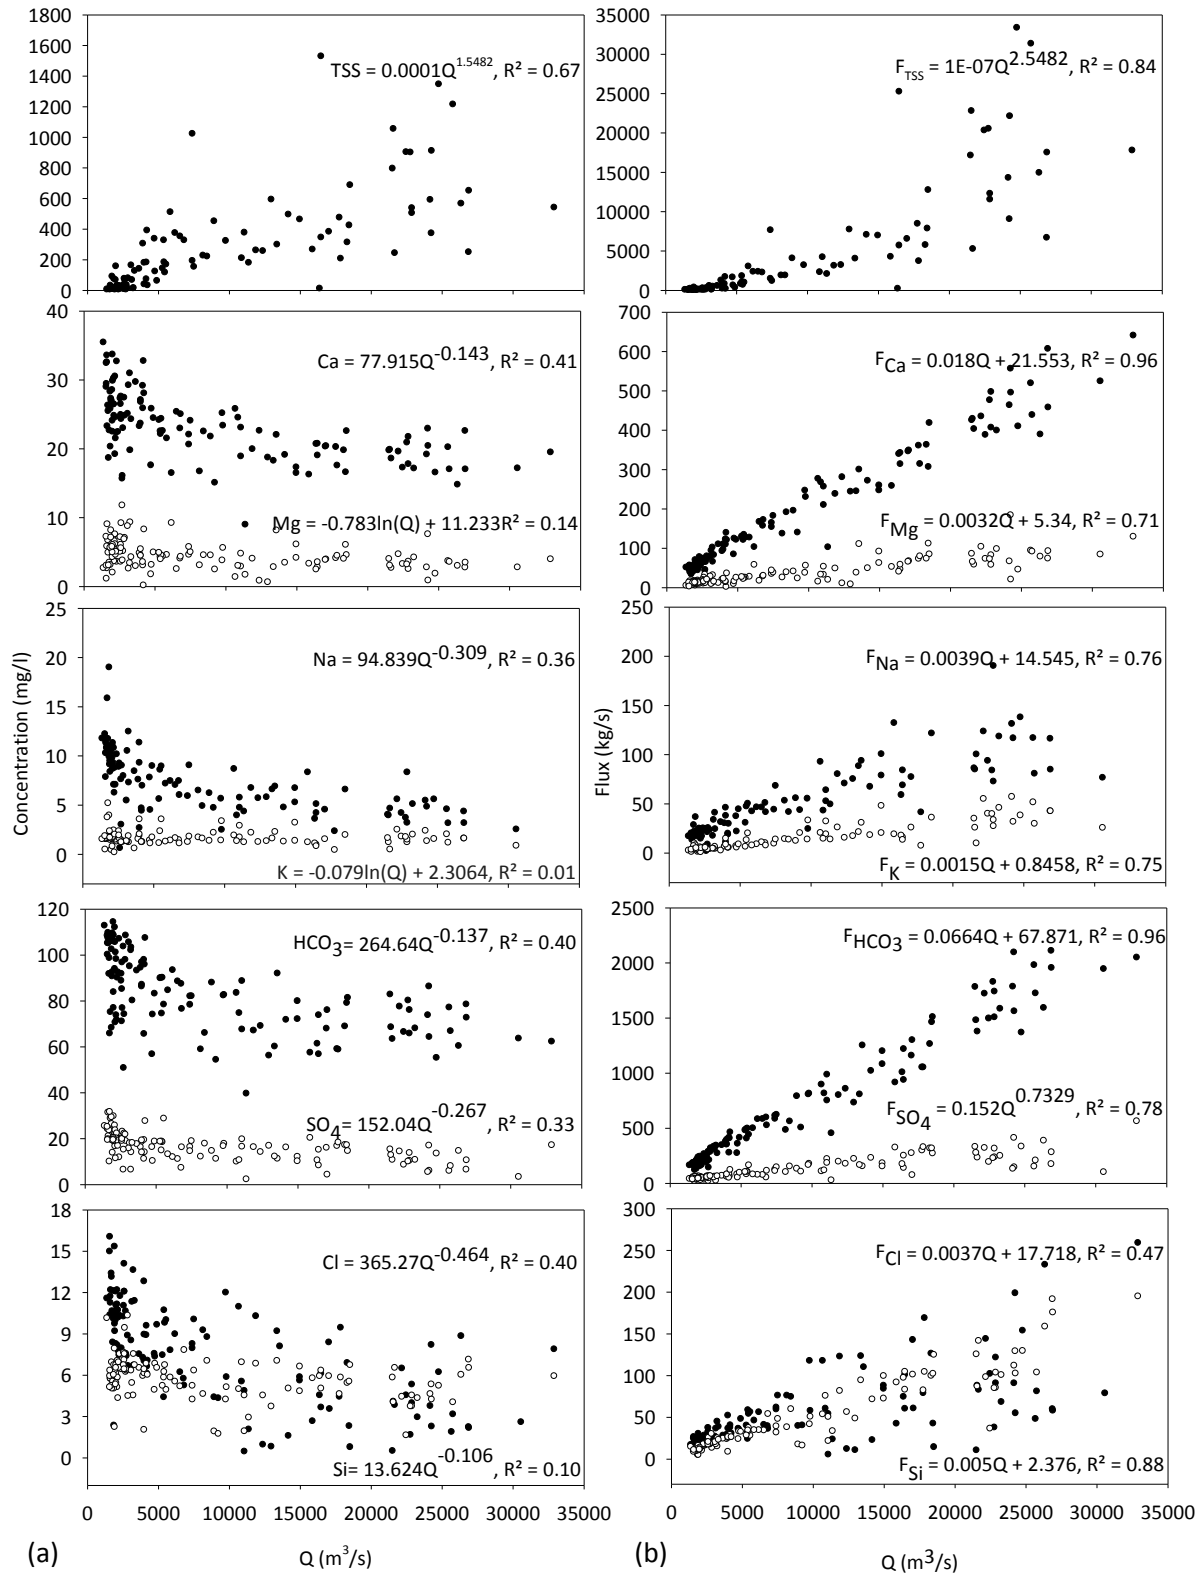 1800
1600
1400
1200
1000
800
600
400
200
0
TSS = 0.0001Q^1.5482, R² = 0.67
40
30
20
10
0
Ca = 77.915Q^-0.143, R² = 0.41
Mg = -0.783ln(Q) + 11.233R² = 0.14
25
20
15
10
5
0
Na = 94.839Q^-0.309, R² = 0.36
K = -0.079ln(Q) + 2.3064, R² = 0.01
Concentration (mg/l)
120
100
80
60
40
20
0
HCO3= 264.64Q^-0.137, R² = 0.40
SO4= 152.04Q^-0.267, R² = 0.33
18
15
12
9
6
3
0
Cl = 365.27Q^-0.464, R² = 0.40
Si= 13.624Q^-0.106, R² = 0.10
0 5000 10000 15000 20000 25000 30000 35000
(a)
Q (m³/s)
35000
30000
25000
20000
15000
10000
5000
0
FTSS = 1E-07Q^2.5482, R² = 0.84
700
600
500
400
300
200
100
0
FCa = 0.018Q + 21.553, R² = 0.96
FMg = 0.0032Q + 5.34, R² = 0.71
250
200
150
100
50
0
FNa = 0.0039Q + 14.545, R² = 0.76
FK = 0.0015Q + 0.8458, R² = 0.75
Flux (kg/s)
2500
2000
1500
1000
500
0
FHCO3 = 0.0664Q + 67.871, R² = 0.96
FSO4 = 0.152Q^0.7329, R² = 0.78
300
250
200
150
100
50
0
FCl = 0.0037Q + 17.718, R² = 0.47
FSi = 0.005Q + 2.376, R² = 0.88
0 5000 10000 15000 20000 25000 30000 35000
(b)
Q (m³/s)